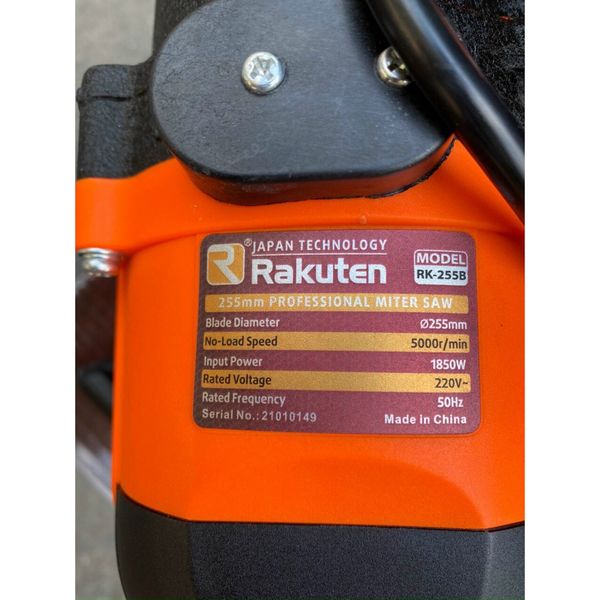 ® JAPAN TECHNOLOGY
R Rakuten
MODEL
RK-255B
255mm PROFESSIONAL MITER SAW
Blade Diameter Ø255mm
No-Load Speed 5000r/min
Input Power 1850W
Rated Voltage 220V~
Rated Frequency 50Hz
Serial No.: 21010149 Made in China